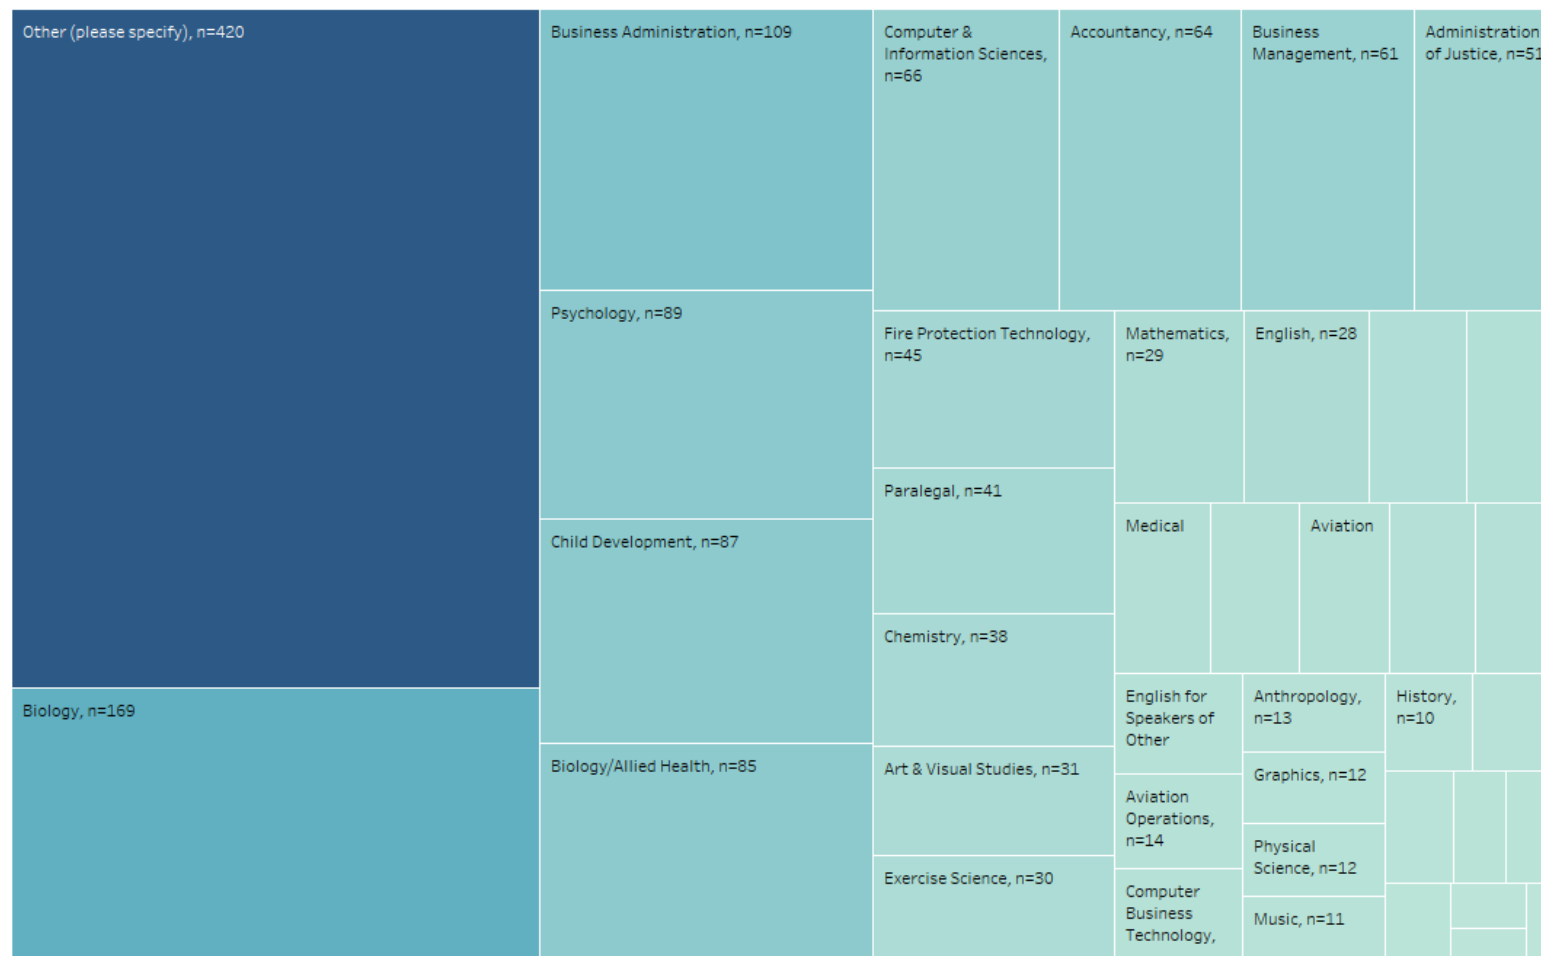 Other (please specify), n=420
Business Administration, n=109
Computer &
Information Sciences,
n=66
Accountancy, n=64
Business
Management, n=61
Administration
of Justice, n=51
Psychology, n=89
Fire Protection Technology,
n=45
Mathematics,
n=29
English, n=28
Paralegal, n=41
Medical
Aviation
Child Development, n=87
Chemistry, n=38
Biology, n=169
English for
Speakers of
Other
Anthropology,
n=13
History,
n=10
Biology/Allied Health, n=85
Art & Visual Studies, n=31
Graphics, n=12
Aviation
Operations,
n=14
Physical
Science, n=12
Exercise Science, n=30
Computer
Business
Technology,
Music, n=11